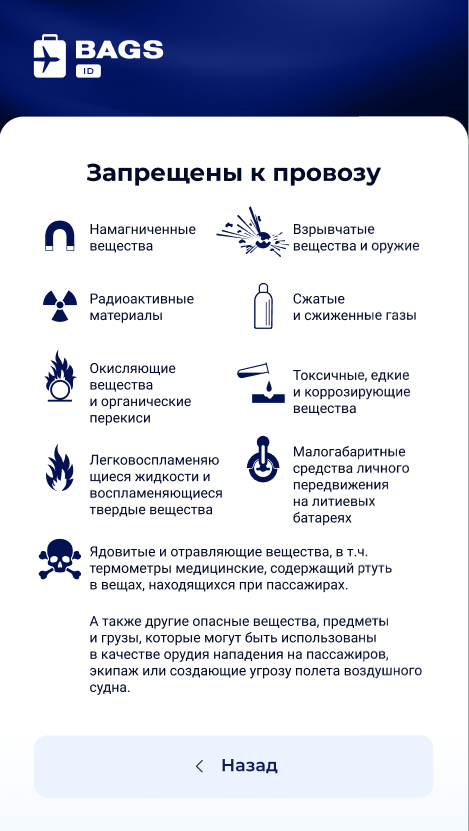 BAGS
ID
Запрещены к провозу
Намагниченные
вещества
Взрывчатые
вещества и оружие
Радиоактивные
материалы
Сжатые
и сжиженные газы
Окисляющие
вещества
и органические
перекиси
Токсичные, едкие
и коррозирующие
вещества
Легковоспламеняю
щиеся жидкости и
воспламеняющиеся
твердые вещества
Малогабаритные
средства личного
передвижения
на литиевых
батареях
Ядовитые и отравляющие вещества, в т.ч.
термометры медицинские, содержащий ртуть
в вещах, находящихся при пассажирах.
А также другие опасные вещества, предметы
и грузы, которые могут быть использованы
в качестве орудия нападения на пассажиров,
экипаж или создающие угрозу полета воздушного
судна.
Назад